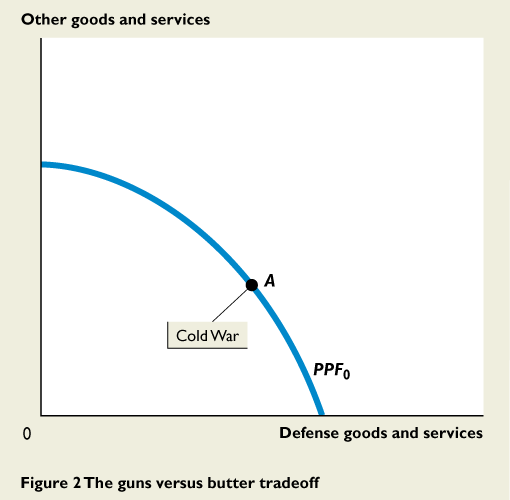 Other goods and services
A
Cold War
PPF0
0
Defense goods and services
Figure 2 The guns versus butter tradeoff